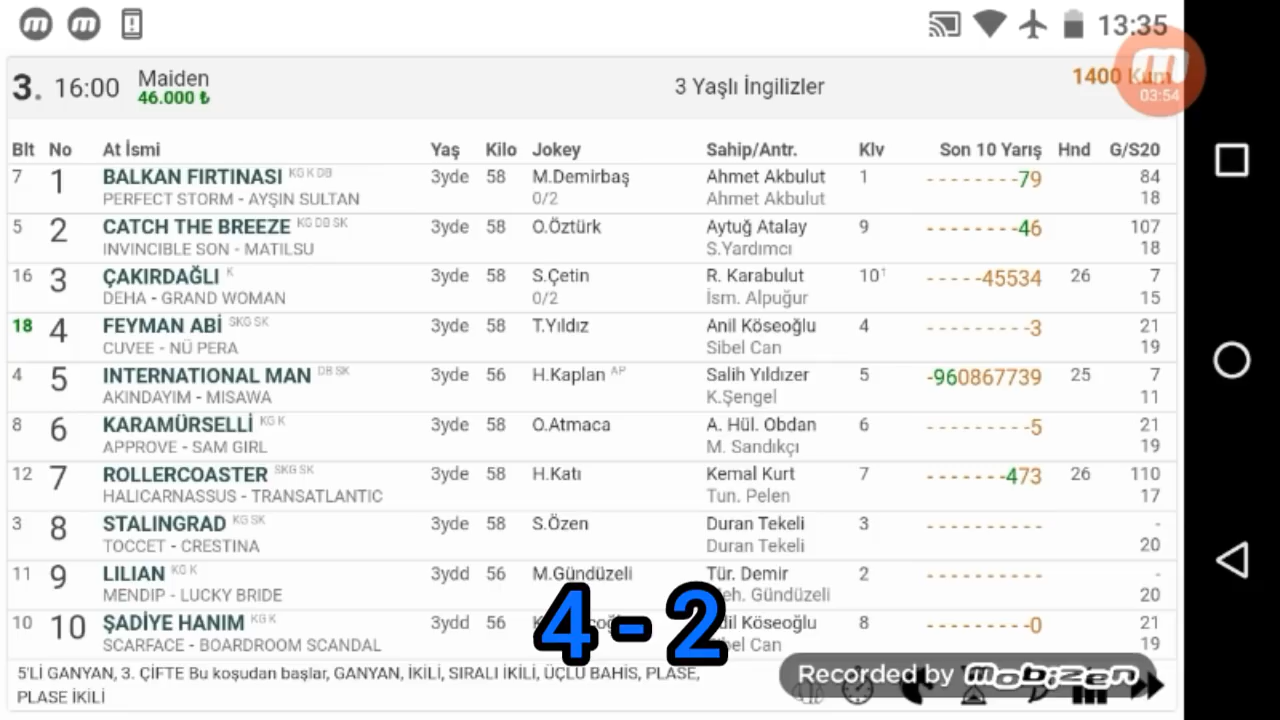 13:35
3. 16:00 Maiden 3 Yaşlı İngilizler 1400 Kum
46.000 ₺
03:54
Blt No At İsmi Yaş Kilo Jokey Sahip/Antr. Klv Son 10 Yarış Hnd G/S20
7 1 BALKAN FIRTINASI KG K DB 3yde 58 M.Demirbaş Ahmet Akbulut 1 --------79 84
PERFECT STORM - AYŞIN SULTAN 0/2 Ahmet Akbulut 18
5 2 CATCH THE BREEZE KG DB SK 3yde 58 O.Öztürk Aytuğ Atalay 9 --------46 107
INVINCIBLE SON - MATILSU S.Yardımcı 18
16 3 ÇAKIRDAĞLI K 3yde 58 S.Çetin R. Karabulut 10¹ -----45534 26 7
DEHA - GRAND WOMAN 0/2 İsm. Alpuğur 15
18 4 FEYMAN ABİ SKG SK 3yde 58 T.Yıldız Anil Köseoğlu 4 ---------3 21
CUVEE - NÜ PERA Sibel Can 19
4 5 INTERNATIONAL MAN DB SK 3yde 56 H.Kaplan AP Salih Yıldızer 5 -960867739 25 7
AKINDAYIM - MISAWA K.Şengel 11
8 6 KARAMÜRSELLİ KG K 3yde 58 O.Atmaca A. Hül. Obdan 6 ---------5 21
APPROVE - SAM GIRL M. Sandıkçı 19
12 7 ROLLERCOASTER SKG SK 3yde 58 H.Katı Kemal Kurt 7 -------473 26 110
HALICARNASSUS - TRANSATLANTIC Tun. Pelen 17
3 8 STALINGRAD KG SK 3yde 58 S.Özen Duran Tekeli 3 ---------- -
TOCCET - CRESTINA Duran Tekeli 20
11 9 LILIAN KG K 3ydd 56 M.Gündüzeli Tür. Demir 2 ---------- -
MENDIP - LUCKY BRIDE Gündüzeli 20
10 10 ŞADİYE HANIM KG K 3ydd 56 Köseoğlu 8 ---------0 21
SCARFACE - BOARDROOM SCANDAL Can 19
4 - 2
5'Lİ GANYAN, 3. ÇİFTE Bu koşudan başlar, GANYAN, İKİLİ, SIRALI İKİLİ, ÜÇLÜ BAHİS, PLASE,
PLASE İKİLİ
Recorded by mobizen